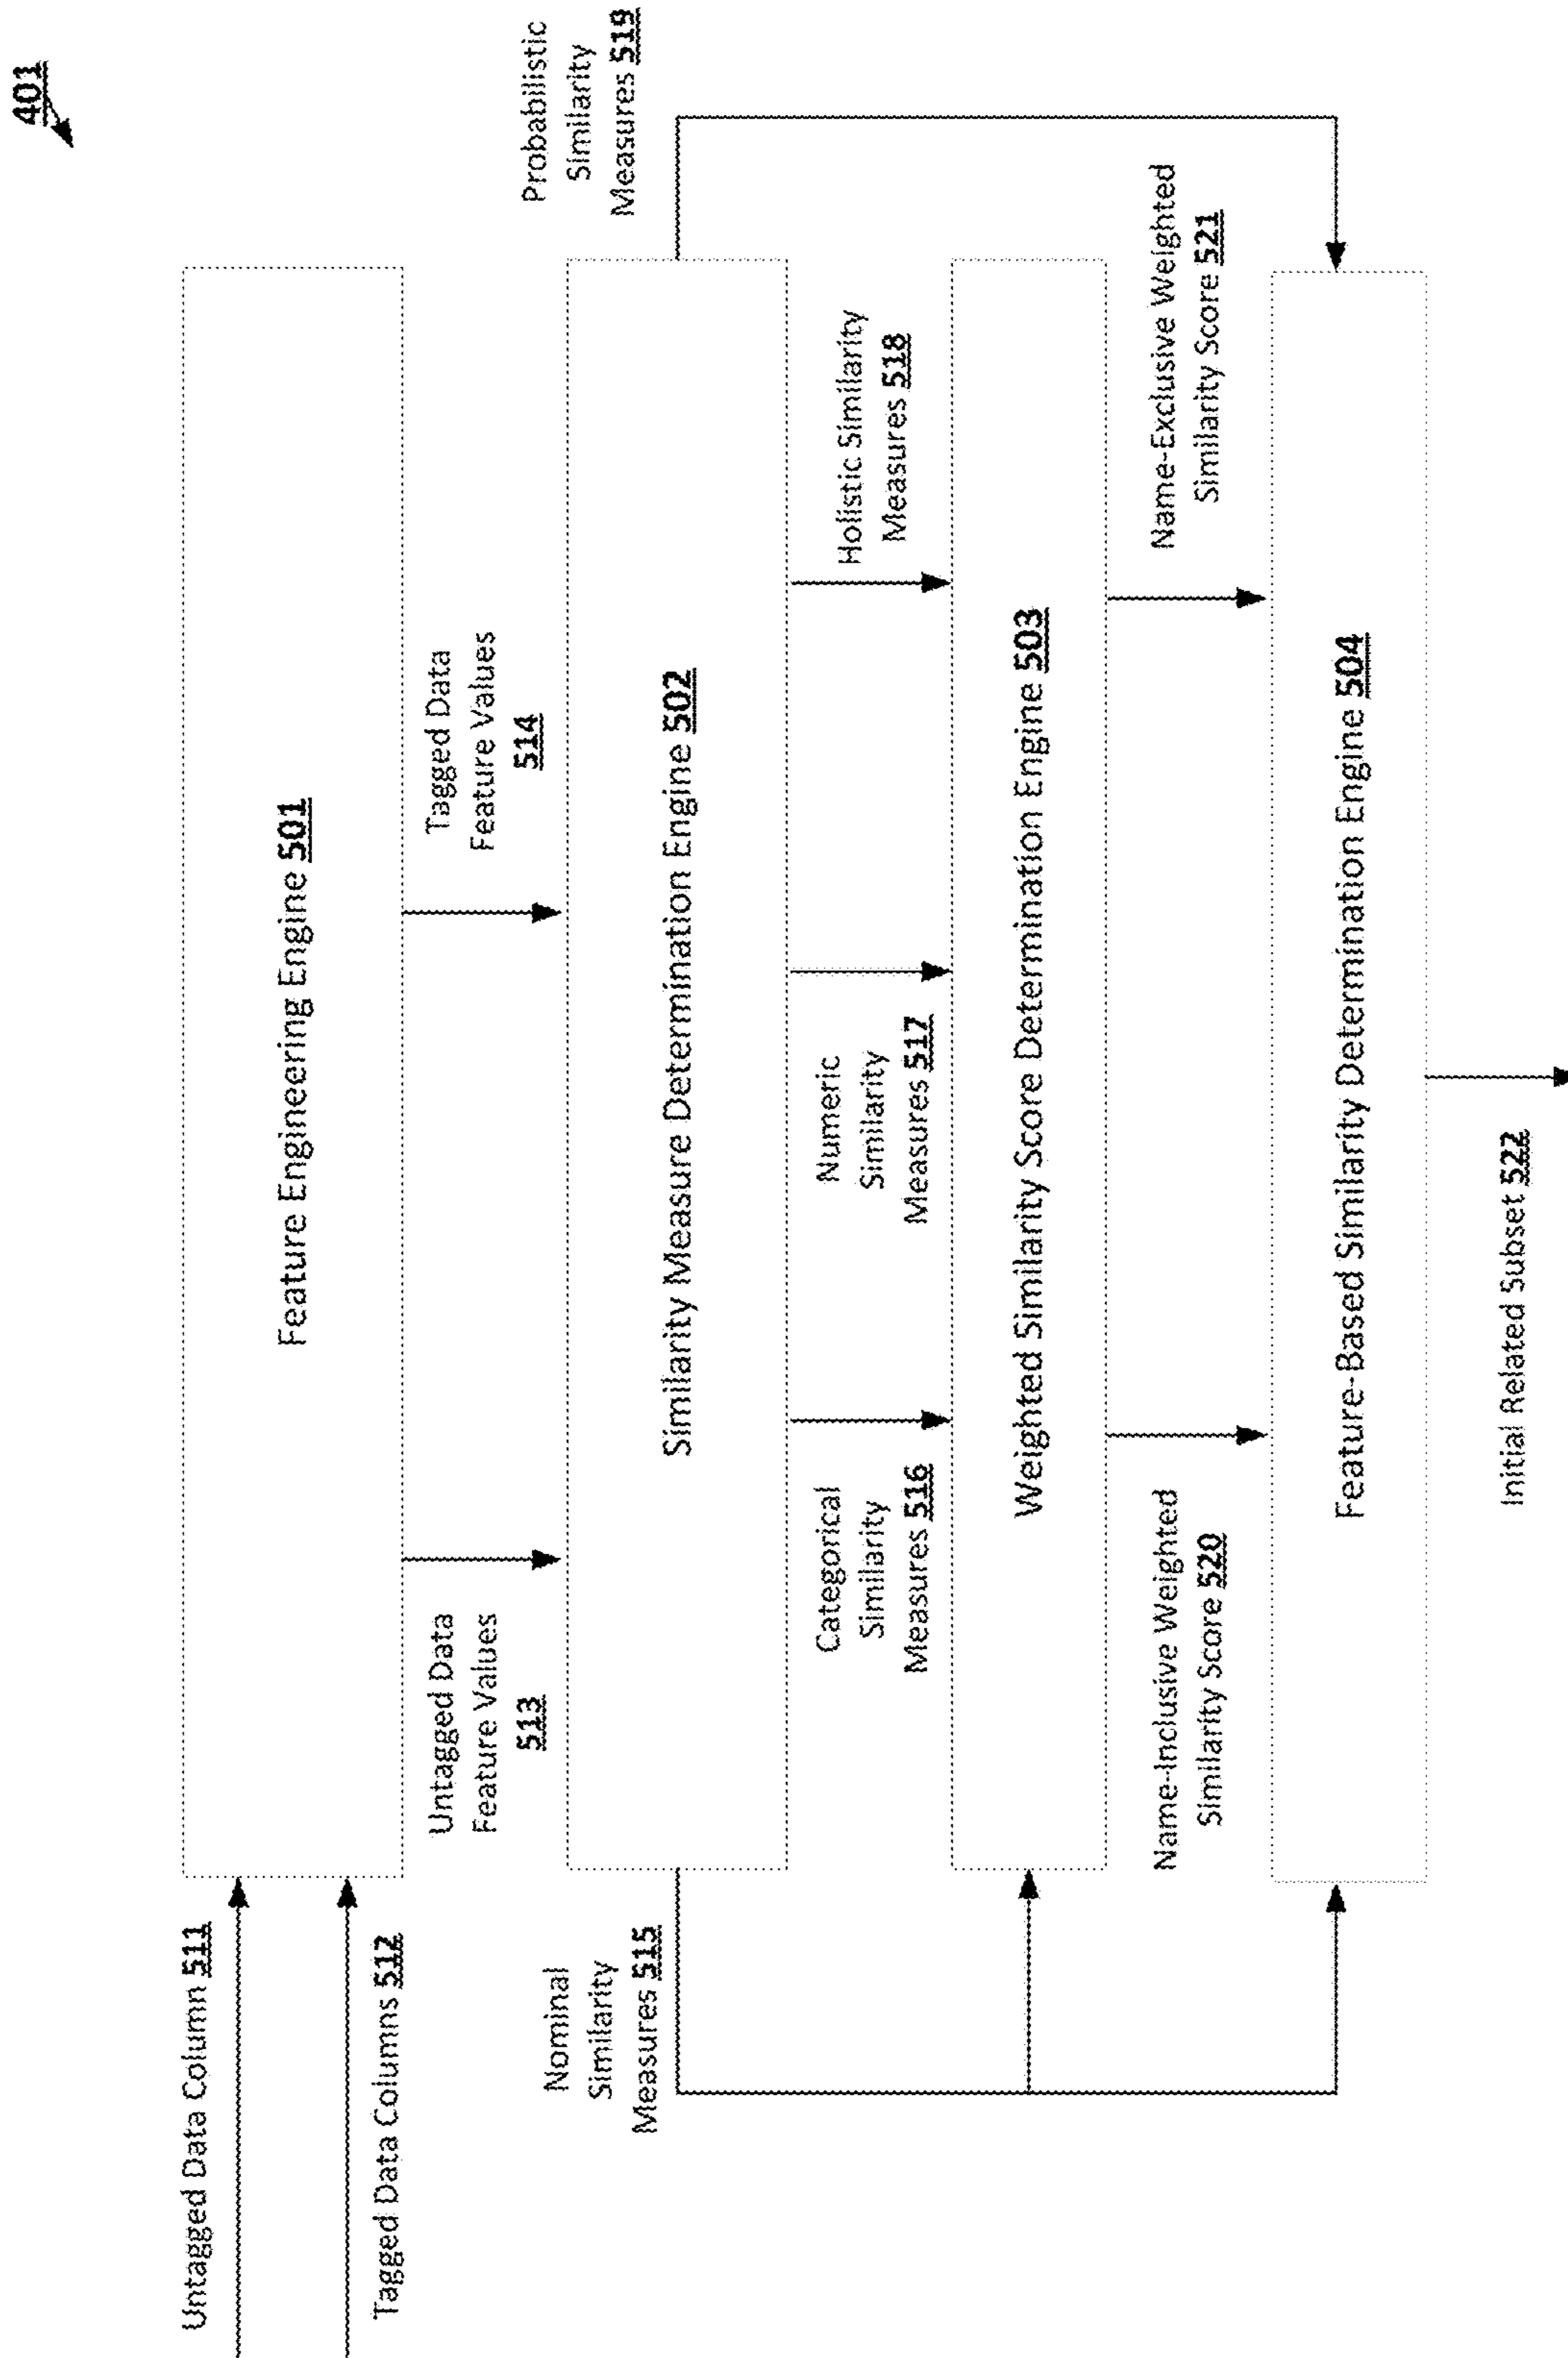 401
Untagged Data Column 511
Tagged Data Columns 512
Feature Engineering Engine 501
Untagged Data
Feature Values
513
Tagged Data
Feature Values
514
Nominal
Similarity
Measures 515
Similarity Measure Determination Engine 502
Probabilistic
Similarity
Measures 519
Categorical
Similarity
Measures 516
Numeric
Similarity
Measures 517
Holistic Similarity
Measures 518
Weighted Similarity Score Determination Engine 503
Name-Inclusive Weighted
Similarity Score 520
Name-Exclusive Weighted
Similarity Score 521
Feature-Based Similarity Determination Engine 504
Initial Related Subset 522